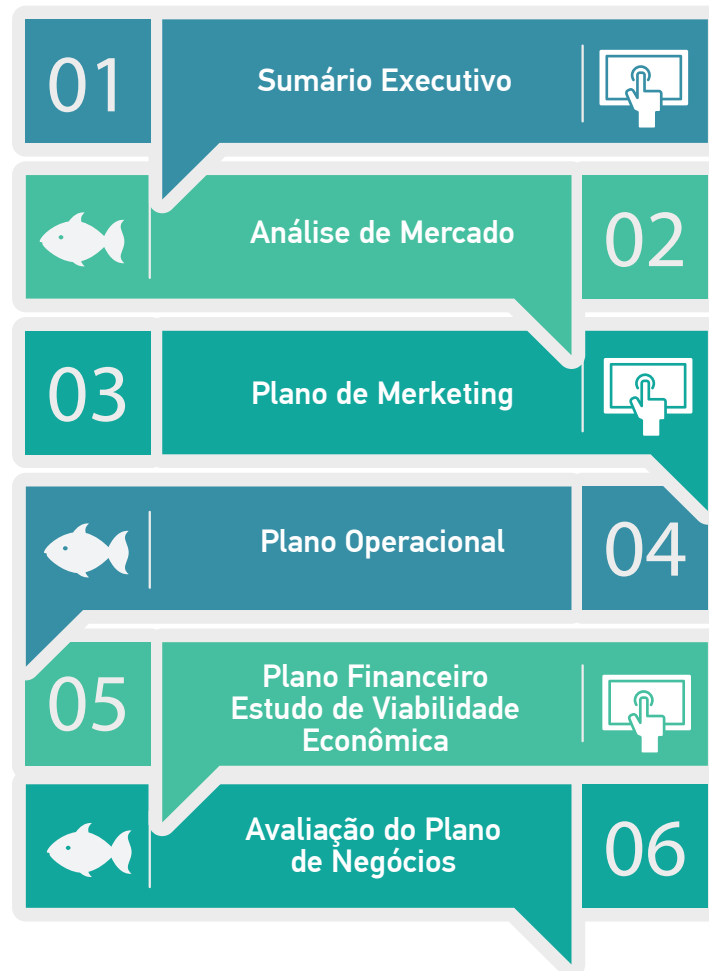 01
Sumário Executivo
Análise de Mercado
02
03
Plano de Merketing
Plano Operacional
04
05
Plano Financeiro
Estudo de Viabilidade
Econômica
Avaliação do Plano
de Negócios
06